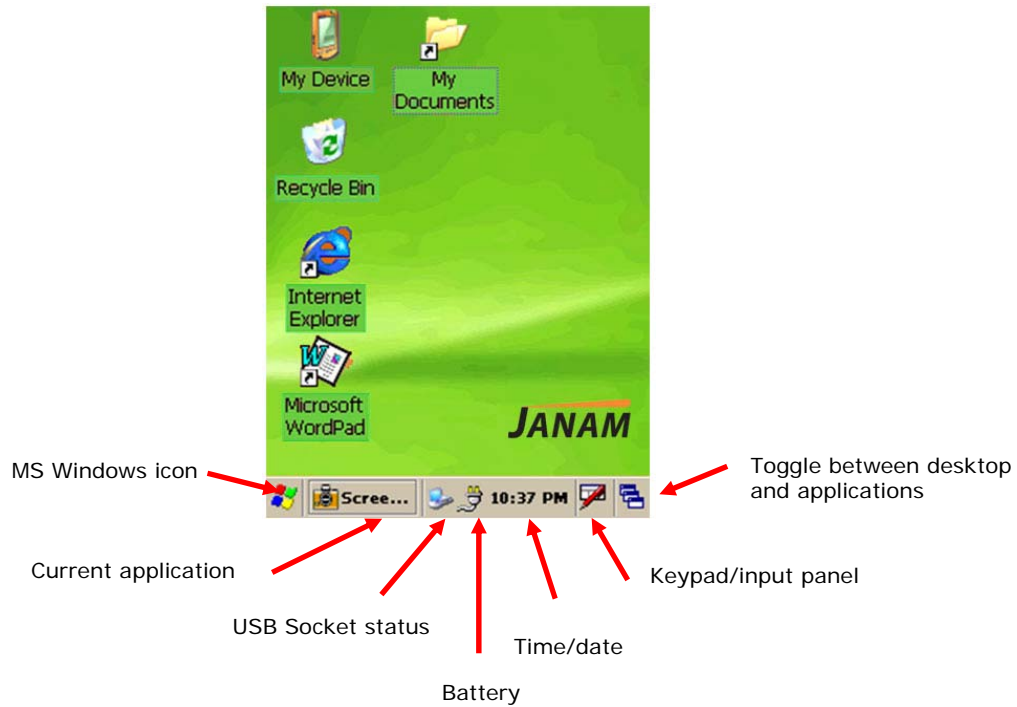 My Device
My
Documents
Recycle Bin
Internet
Explorer
Microsoft
WordPad
JANAM
MS Windows icon
Toggle between desktop
and applications
Scree...
10:37 PM
Current application
Keypad/input panel
USB Socket status
Time/date
Battery